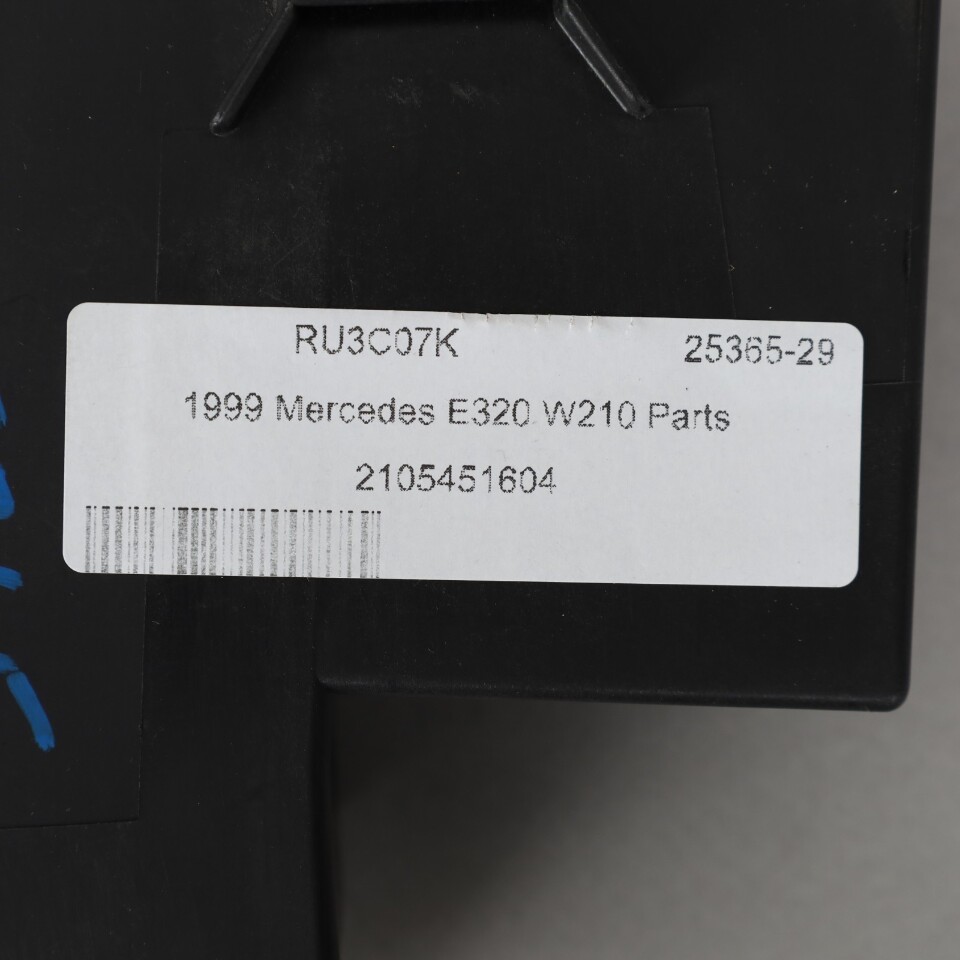 RU3C07K 25365-29
1999 Mercedes E320 W210 Parts
2105451604